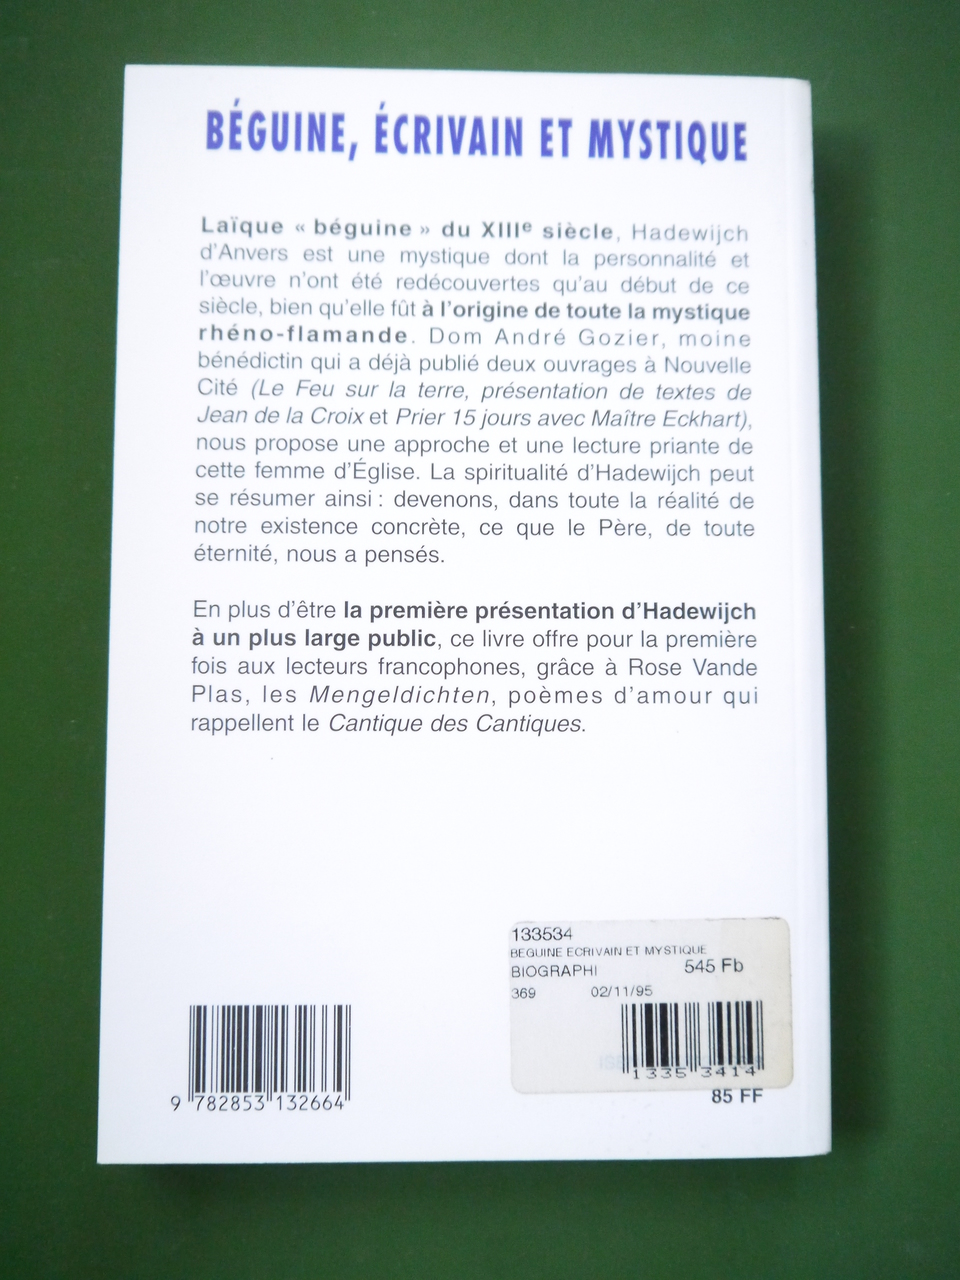 BÉGUINE, ÉCRIVAIN ET MYSTIQUE
Laïque « béguine » du XIIIe siècle, Hadewijch
d'Anvers est une mystique dont la personnalité et
l'œuvre n'ont été redécouvertes qu'au début de ce
siècle, bien qu'elle fût à l'origine de toute la mystique
rhéno-flamande. Dom André Gozier, moine
bénédictin qui a déjà publié deux ouvrages à Nouvelle
Cité (Le Feu sur la terre, présentation de textes de
Jean de la Croix et Prier 15 jours avec Maître Eckhart),
nous propose une approche et une lecture priante de
cette femme d'Église. La spiritualité d'Hadewijch peut
se résumer ainsi : devenons, dans toute la réalité de
notre existence concrète, ce que le Père, de toute
éternité, nous a pensés.
En plus d'être la première présentation d'Hadewijch
à un plus large public, ce livre offre pour la première
fois aux lecteurs francophones, grâce à Rose Vande
Plas, les Mengeldichten, poèmes d'amour qui
rappellent le Cantique des Cantiques.
133534
BEGUINE ECRIVAIN ET MYSTIQUE
BIOGRAPHI 545 Fb
369 02/11/95
1335 3414
85 FF
9 782853 132664